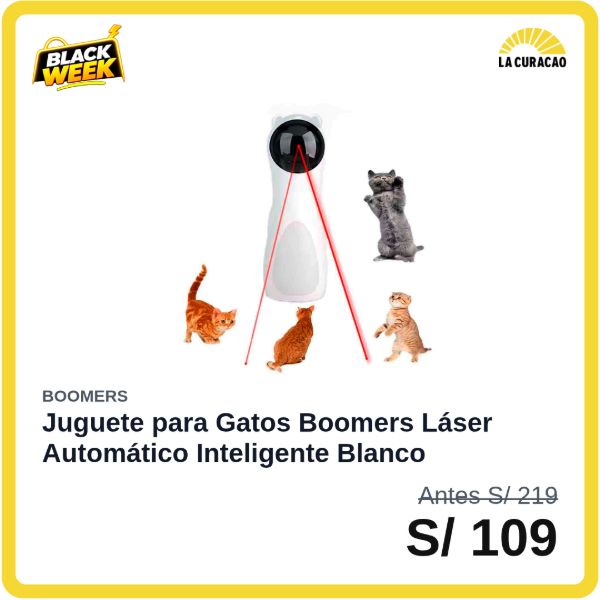 BLACK
WEEK
LA CURACAO
BOOMERS
Juguete para Gatos Boomers Láser
Automático Inteligente Blanco
Antes S/ 219
S/ 109